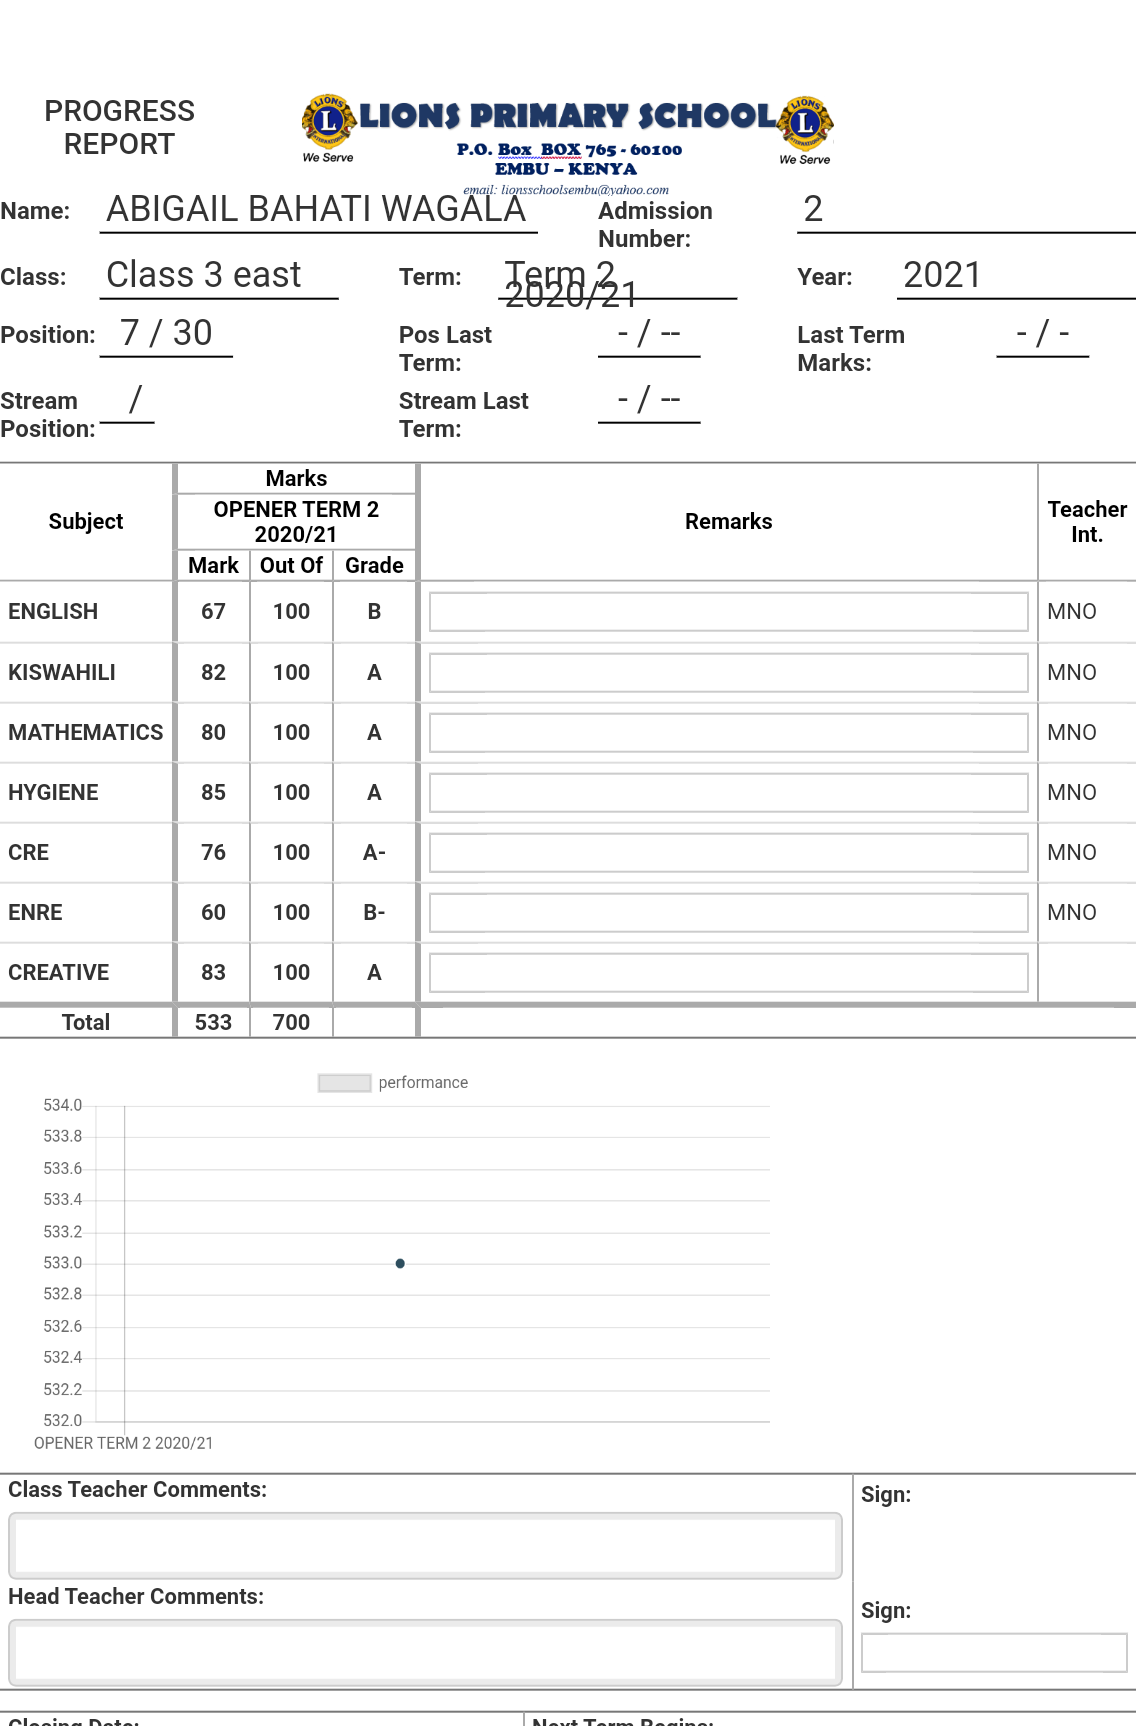 PROGRESS REPORT
LIONS PRIMARY SCHOOL
LIONS L INTERNATIONAL We Serve
LIONS L INTERNATIONAL We Serve
P.O. Box BOX 765 - 60100
EMBU – KENYA
email: lionsschoolsembu@yahoo.com
Name: ABIGAIL BAHATI WAGALA Admission Number: 2
Class: Class 3 east Term: Term 2 2020/21 Year: 2021
Position: 7 / 30 Pos Last Term: - / -- Last Term Marks: - / -
Stream Position: / Stream Last Term: - / --
Subject Marks Remarks Teacher Int.
OPENER TERM 2 2020/21
Mark Out Of Grade
ENGLISH 67 100 B MNO
KISWAHILI 82 100 A MNO
MATHEMATICS 80 100 A MNO
HYGIENE 85 100 A MNO
CRE 76 100 A- MNO
ENRE 60 100 B- MNO
CREATIVE 83 100 A
Total 533 700
performance
534.0
533.8
533.6
533.4
533.2
533.0
532.8
532.6
532.4
532.2
532.0
OPENER TERM 2 2020/21
Class Teacher Comments: Sign:
Head Teacher Comments: Sign:
Closing Date: Next Term Begins: